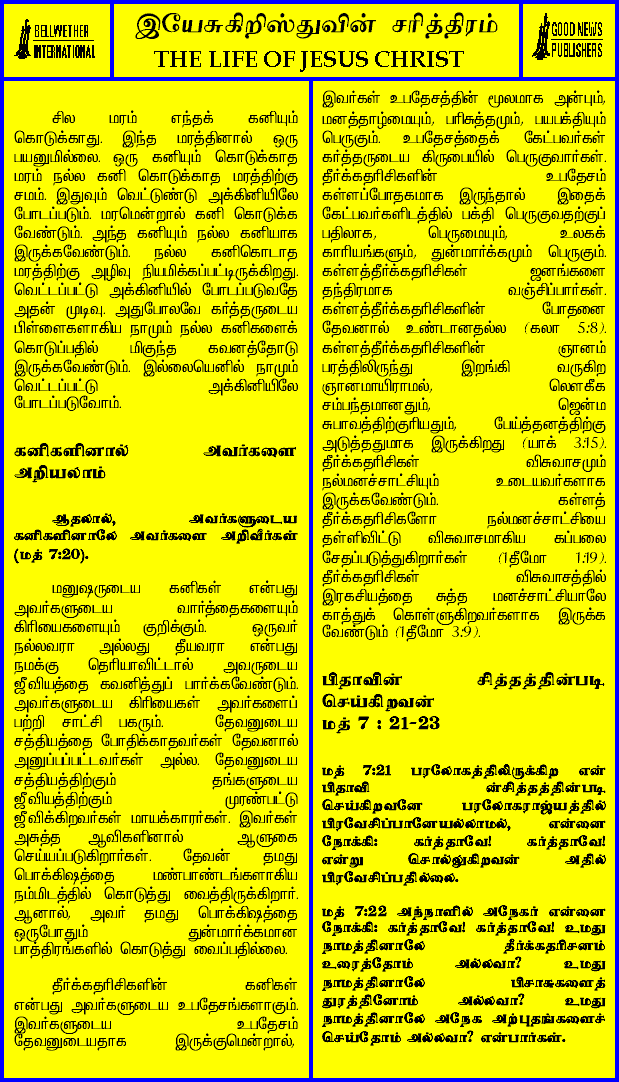 BELLWETHER
INTERNATIONAL
இயேசுகிறிஸ்துவின் சரித்திரம்
THE LIFE OF JESUS CHRIST
GOOD NEWS
PUBLISHERS
சில மரம் எந்தக் கனியும்
கொடுக்காது. இந்த மரத்தினால் ஒரு
பயனுமில்லை. ஒரு கனியும் கொடுக்காத
மரம் நல்ல கனி கொடுக்காத மரத்திற்கு
சமம். இதுவும் வெட்டுண்டு அக்கினியிலே
போடப்படும். மரமென்றால் கனி கொடுக்க
வேண்டும். அந்த கனியும் நல்ல கனியாக
இருக்கவேண்டும். நல்ல கனிகொடாத
மரத்திற்கு அழிவு நியமிக்கப்பட்டிருக்கிறது.
வெட்டப்பட்டு அக்கினியில் போடப்படுவதே
அதன் முடிவு. அதுபோலவே கர்த்தருடைய
பிள்ளைகளாகிய நாமும் நல்ல கனிகளைக்
கொடுப்பதில் மிகுந்த கவனத்தோடு
இருக்கவேண்டும். இல்லையெனில் நாமும்
வெட்டப்பட்டு அக்கினியிலே
போடப்படுவோம்.
கனிகளினால் அவர்களை
அறியலாம்
ஆதலால், அவர்களுடைய
கனிகளினாலே அவர்களை அறிவீர்கள்
(மத் 7:20).
மனுஷருடைய கனிகள் என்பது
அவர்களுடைய வார்த்தைகளையும்
கிரியைகளையும் குறிக்கும். ஒருவர்
நல்லவரா அல்லது தீயவரா என்பது
நமக்கு தெரியாவிட்டால் அவருடைய
ஜீவியத்தை கவனித்துப் பார்க்கவேண்டும்.
அவர்களுடைய கிரியைகள் அவர்களைப்
பற்றி சாட்சி பகரும். தேவனுடைய
சத்தியத்தை போதிக்காதவர்கள் தேவனால்
அனுப்பப்பட்டவர்கள் அல்ல. தேவனுடைய
சத்தியத்திற்கும் தங்களுடைய
ஜீவியத்திற்கும் முரண்பட்டு
ஜீவிக்கிறவர்கள் மாயக்காரர்கள். இவர்கள்
அசுத்த ஆவிகளினால் ஆளுகை
செய்யப்படுகிறார்கள். தேவன் தமது
பொக்கிஷத்தை மண்பாண்டங்களாகிய
நம்மிடத்தில் கொடுத்து வைத்திருக்கிறார்.
ஆனால், அவர் தமது பொக்கிஷத்தை
ஒருபோதும் துன்மார்க்கமான
பாத்திரங்களில் கொடுத்து வைப்பதில்லை.
தீர்க்கதரிசிகளின் கனிகள்
என்பது அவர்களுடைய உபதேசங்களாகும்.
இவர்களுடைய உபதேசம்
தேவனுடையதாக இருக்குமென்றால்,
இவர்கள் உபதேசத்தின் மூலமாக அன்பும்,
மனத்தாழ்மையும், பரிசுத்தமும், பயபக்தியும்
பெருகும். உபதேசத்தைக் கேட்பவர்கள்
கர்த்தருடைய கிருபையில் பெருகுவார்கள்.
தீர்க்கதரிசிகளின் உபதேசம்
கள்ளப்போதகமாக இருந்தால் இதைக்
கேட்பவர்களிடத்தில் பக்தி பெருகுவதற்குப்
பதிலாக, பெருமையும், உலகக்
காரியங்களும், துன்மார்க்கமும் பெருகும்.
கள்ளத்தீர்க்கதரிசிகள் ஜனங்களை
தந்திரமாக வஞ்சிப்பார்கள்.
கள்ளத்தீர்க்கதரிசிகளின் போதனை
தேவனால் உண்டானதல்ல (கலா 5:8).
கள்ளத்தீர்க்கதரிசிகளின் ஞானம்
பரத்திலிருந்து இறங்கி வருகிற
ஞானமாயிராமல், லௌகீக
சம்பந்தமானதும், ஜென்ம
சுபாவத்திற்குரியதும், பேய்த்தனத்திற்கு
அடுத்ததுமாக இருக்கிறது (யாக் 3:15).
தீர்க்கதரிசிகள் விசுவாசமும்
நல்மனச்சாட்சியும் உடையவர்களாக
இருக்கவேண்டும். கள்ளத்
தீர்க்கதரிசிகளோ நல்மனச்சாட்சியை
தள்ளிவிட்டு விசுவாசமாகிய கப்பலை
சேதப்படுத்துகிறார்கள் (1தீமோ 1:19).
தீர்க்கதரிசிகள் விசுவாசத்தில்
இரகசியத்தை சுத்த மனச்சாட்சியாலே
காத்துக் கொள்ளுகிறவர்களாக இருக்க
வேண்டும் (1தீமோ 3:9).
பிதாவின் சித்தத்தின்படி
செய்கிறவன்
மத் 7 : 21-23
மத் 7:21 பரலோகத்திலிருக்கிற என்
பிதாவி ன்சித்தத்தின்படி
செய்கிறவனே பரலோகராஜ்யத்தில்
பிரவேசிப்பானேயல்லாமல், என்னை
நோக்கி: கர்த்தாவே! கர்த்தாவே!
என்று சொல்லுகிறவன் அதில்
பிரவேசிப்பதில்லை.
மத் 7:22 அந்நாளில் அநேகர் என்னை
நோக்கி: கர்த்தாவே! கர்த்தாவே! உமது
நாமத்தினாலே தீர்க்கதரிசனம்
உரைத்தோம் அல்லவா? உமது
நாமத்தினாலே பிசாசுகளைத்
துரத்தினோம் அல்லவா? உமது
நாமத்தினாலே அநேக அற்புதங்களைச்
செய்தோம் அல்லவா? என்பார்கள்.